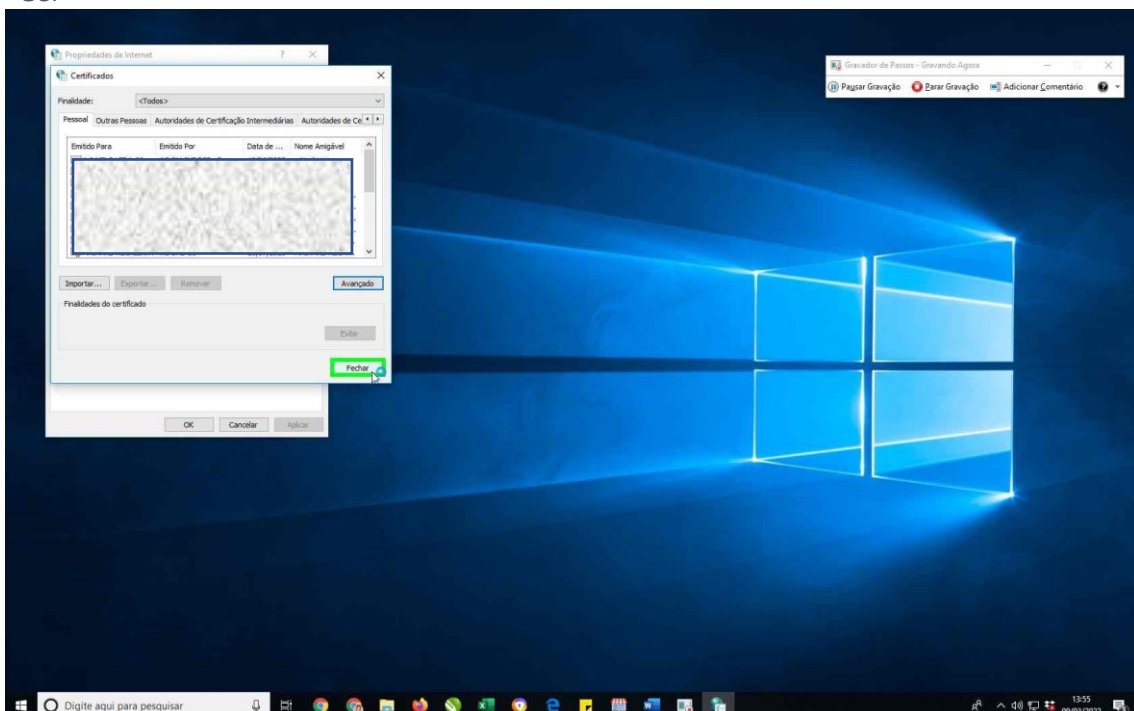 Propriedades de Internet
Certificados
Finalidade: <Todos>
Pessoal Outras Pessoas Autoridades de Certificação Intermediárias Autoridades de Ce
Emitido Para Emitido Por Data de ... Nome Amigável
Importar... Exportar... Remover Avançado
Finalidades do certificado
Exibir
Fechar
OK Cancelar Aplicar
Gravador de Passos - Gravando Agora
Pausar Gravação Parar Gravação Adicionar Comentário
Digite aqui para pesquisar
13:55